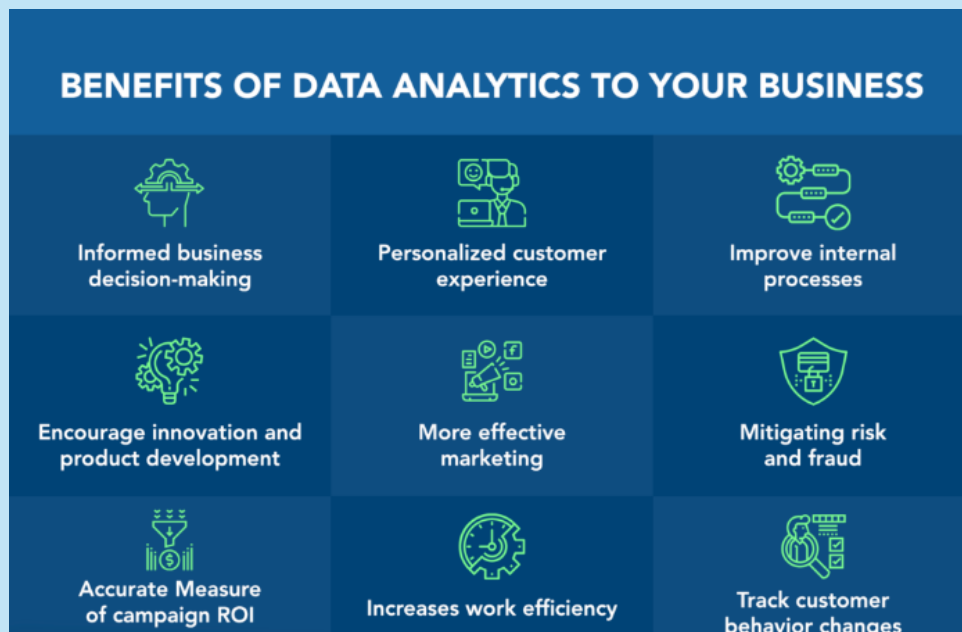 BENEFITS OF DATA ANALYTICS TO YOUR BUSINESS
Informed business
decision-making
Personalized customer
experience
Improve internal
processes
Encourage innovation and
product development
More effective
marketing
Mitigating risk
and fraud
Accurate Measure
of campaign ROI
Increases work efficiency
Track customer
behavior changes